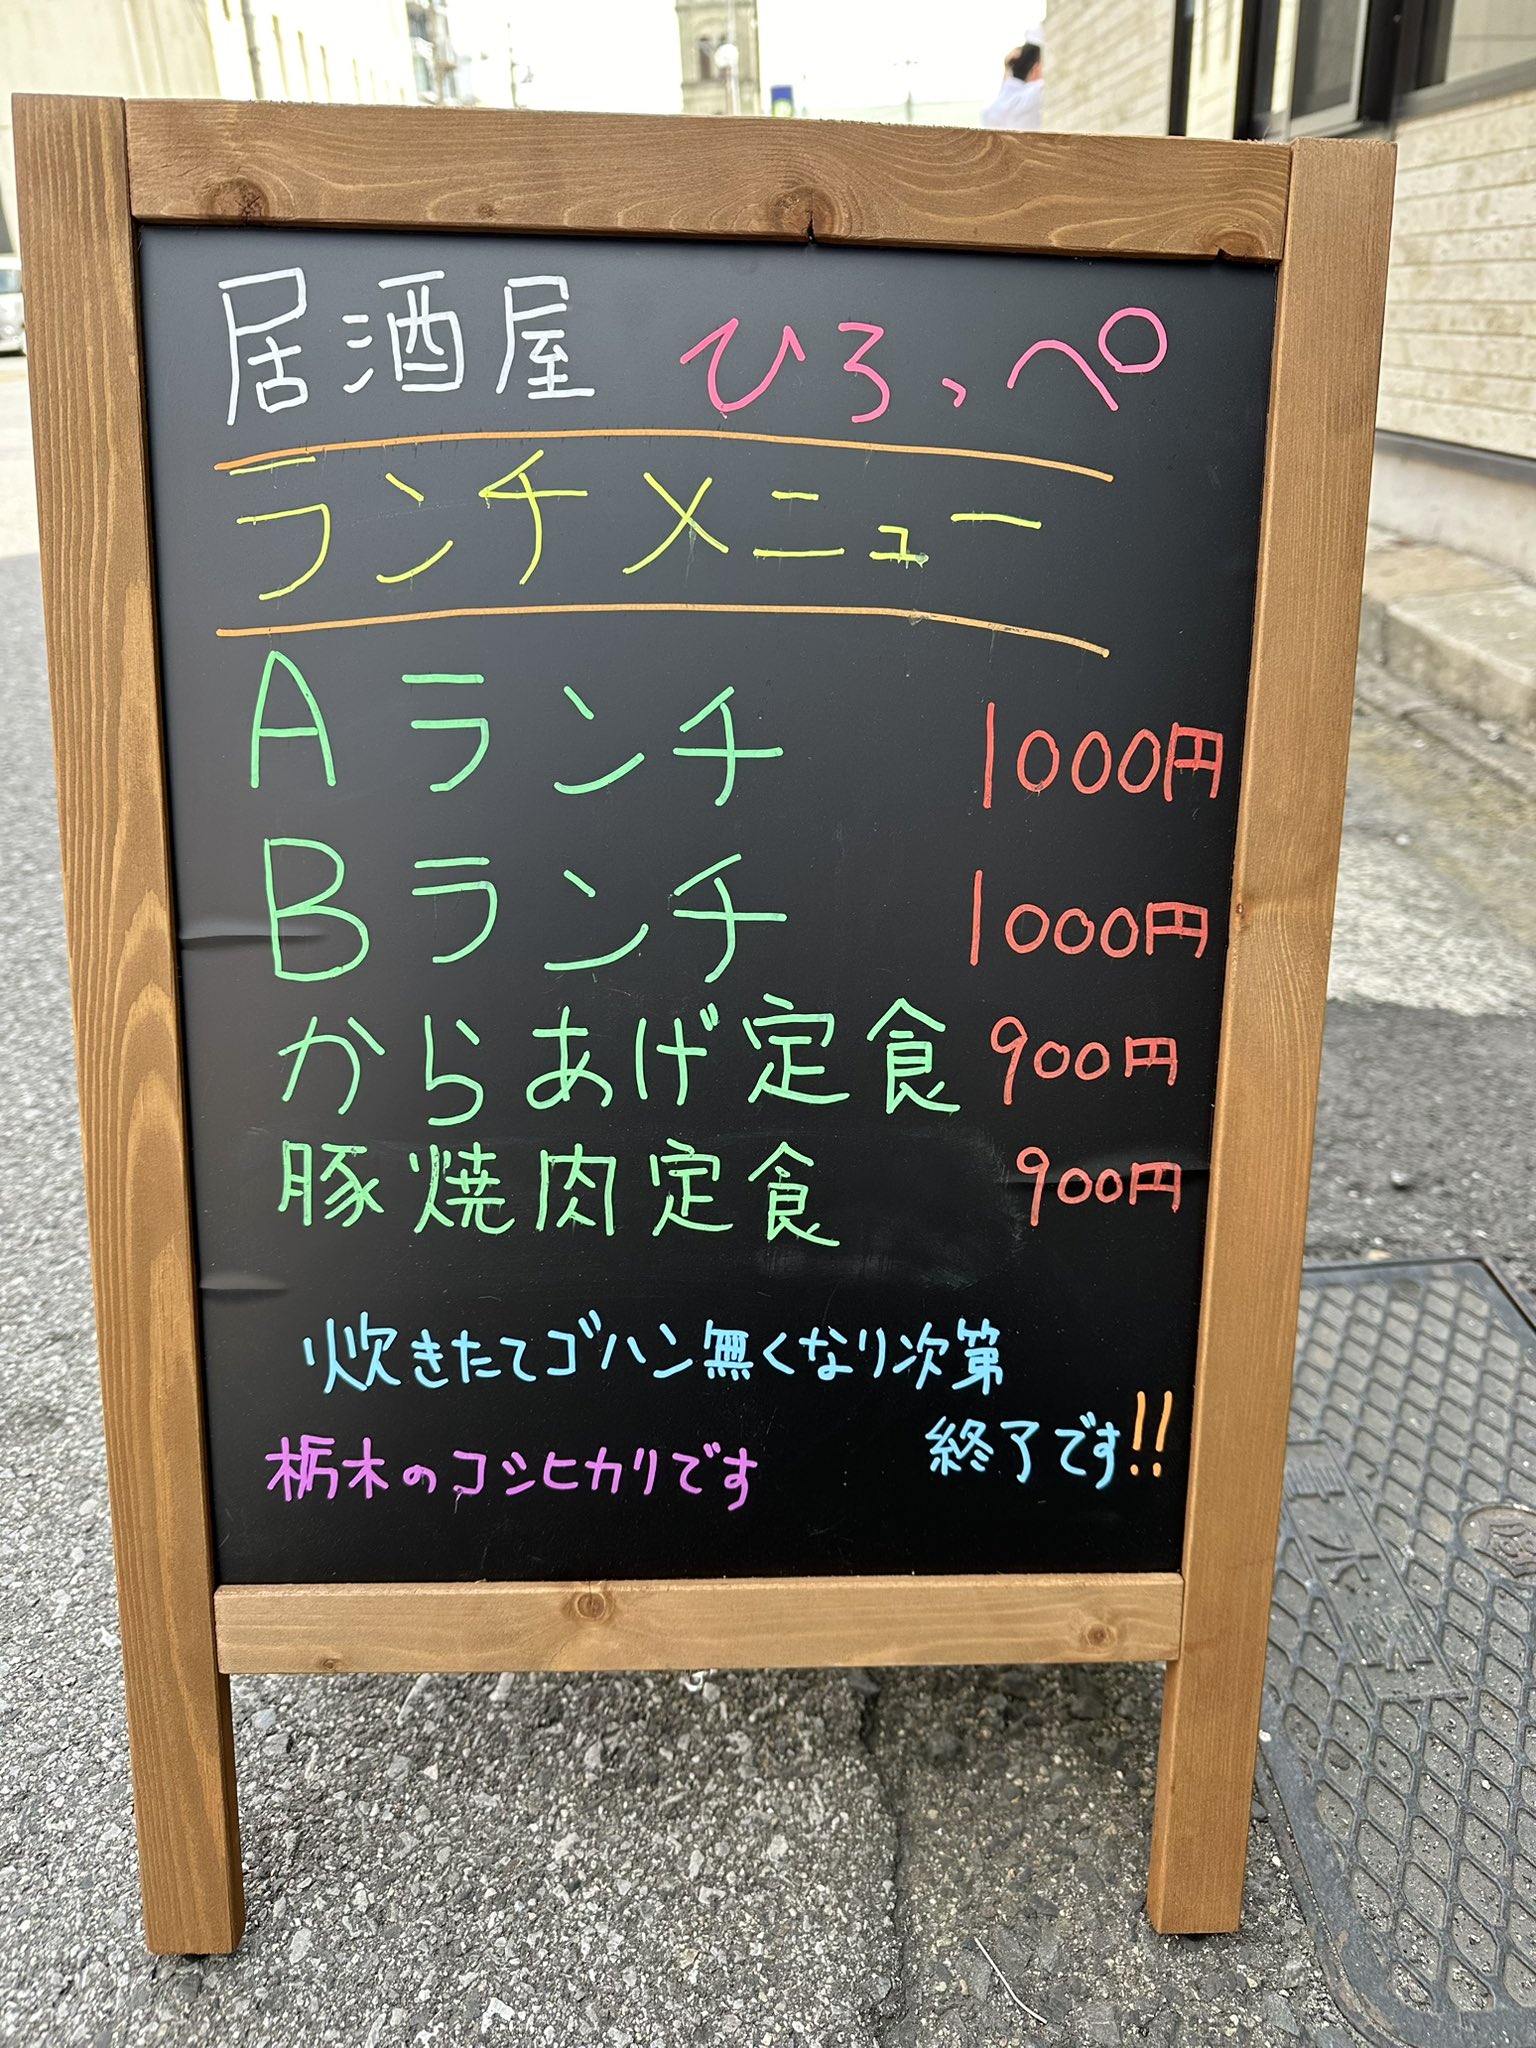 居酒屋 ひろっぺ
ランチメニュー
Aランチ 1000円
Bランチ 1000円
からあげ定食 900円
豚焼肉定食 900円
炊きたてゴハン無くなり次第
終了です!!
栃木のコシヒカリです